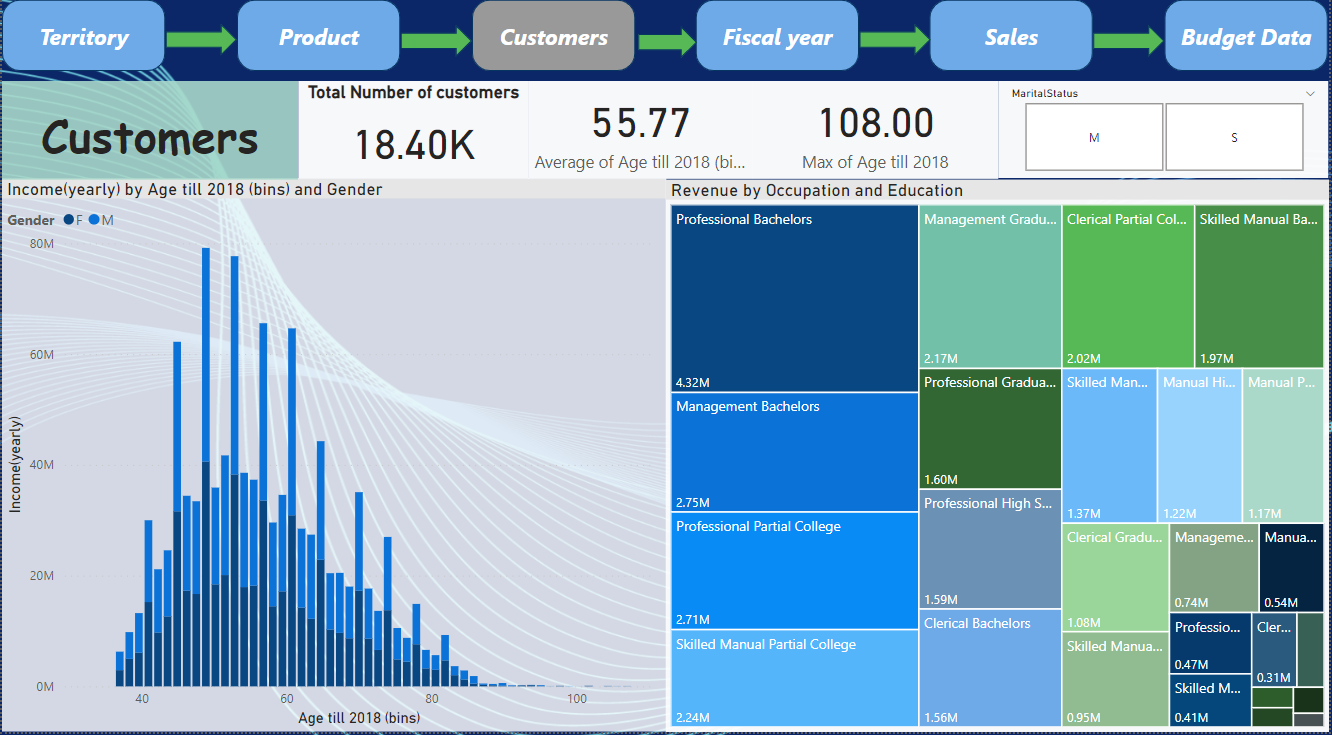 Territory
Product
Customers
Fiscal year
Sales
Budget Data
Customers
Total Number of customers
18.40K
55.77
Average of Age till 2018 (bi...
108.00
Max of Age till 2018
MaritalStatus
M
S
Income(yearly) by Age till 2018 (bins) and Gender
Gender F M
80M
60M
40M
20M
0M
Income(yearly)
40
60
80
100
Age till 2018 (bins)
Revenue by Occupation and Education
Professional Bachelors
4.32M
Management Bachelors
2.75M
Professional Partial College
2.71M
Skilled Manual Partial College
2.24M
Management Gradu...
2.17M
Professional Gradua...
1.60M
Professional High S...
1.59M
Clerical Bachelors
1.56M
Clerical Partial Col...
2.02M
Skilled Manual Ba...
1.97M
Skilled Man...
1.37M
Manual Hi...
1.22M
Manual P...
1.17M
Clerical Gradu...
1.08M
Skilled Manua...
0.95M
Manageme...
0.74M
Manua...
0.54M
Professio...
0.47M
Skilled M...
0.41M
Cler...
0.31M